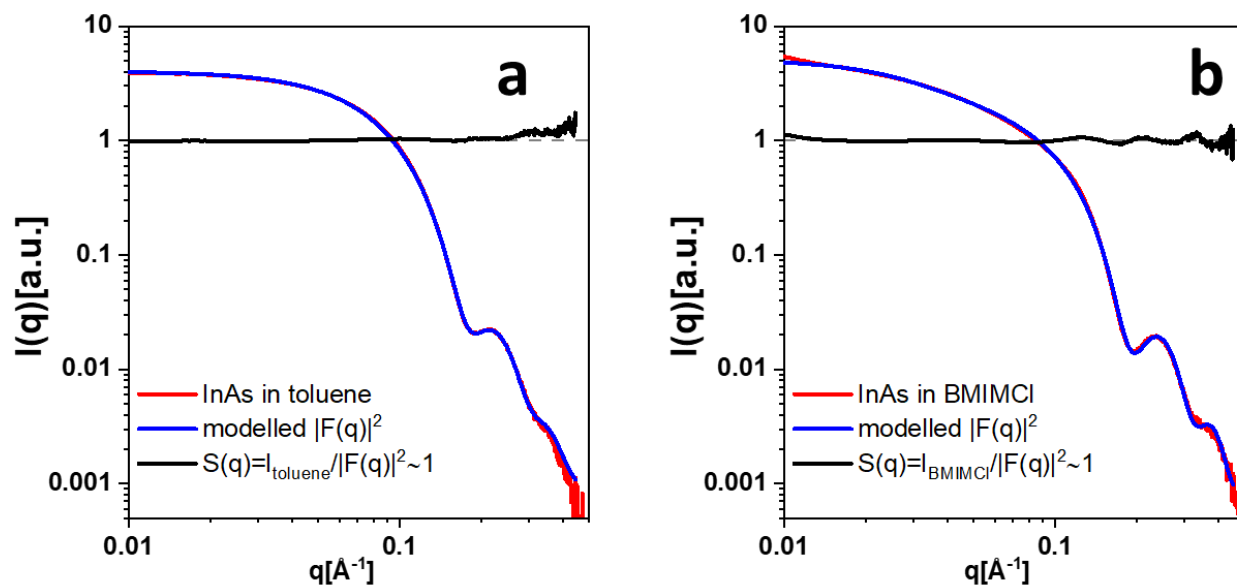 a
I(q)[a.u.]
10
1
0.1
0.01
0.001
InAs in toluene
modelled |F(q)|²
S(q)=I_toluene/|F(q)|²~1
0.01
0.1
q[Å⁻¹]
b
I(q)[a.u.]
10
1
0.1
0.01
0.001
InAs in BMIMCl
modelled |F(q)|²
S(q)=I_BMIMCl/|F(q)|²~1
0.01
0.1
q[Å⁻¹]